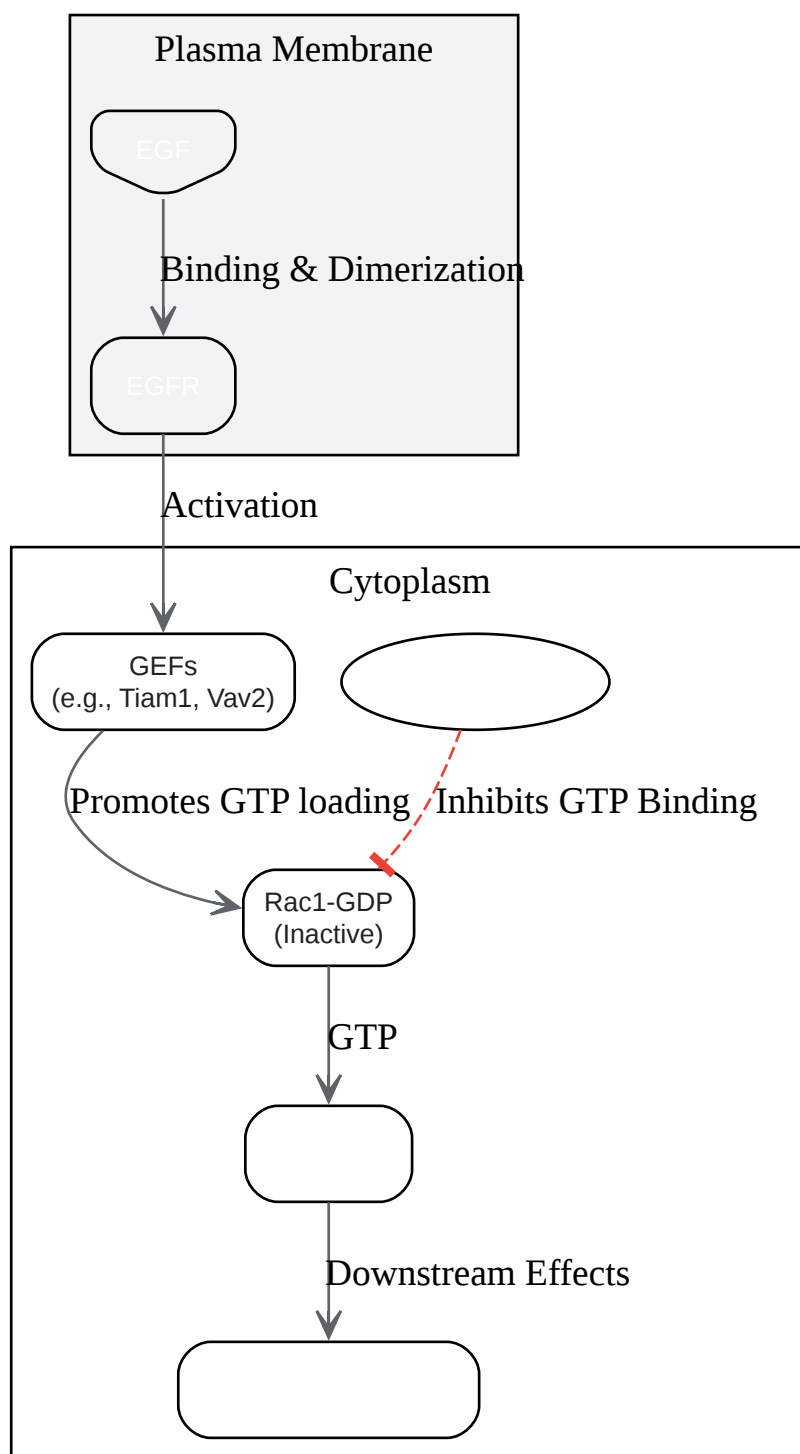 Plasma Membrane
EGF
Binding & Dimerization
EGFR
Activation
Cytoplasm
GEFs
(e.g., Tiam1, Vav2)
Promotes GTP loading
Inhibits GTP Binding
Rac1-GDP
(Inactive)
GTP
Downstream Effects